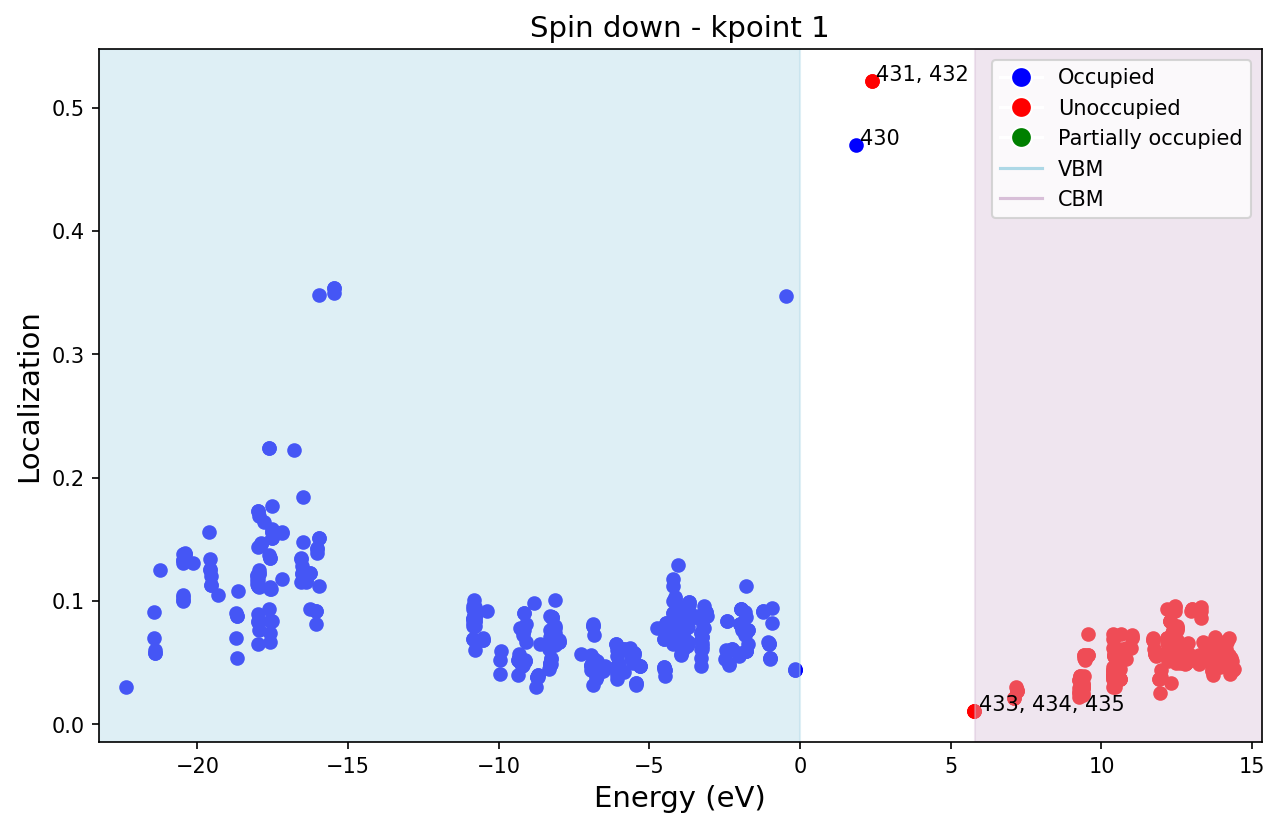 Spin down - kpoint 1
Localization
0.5
0.4
0.3
0.2
0.1
0.0
431, 432
430
433, 434, 435
Occupied
Unoccupied
Partially occupied
VBM
CBM
−20
−15
−10
−5
0
5
10
15
Energy (eV)